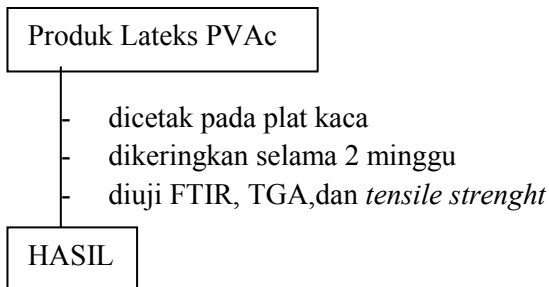 Produk Lateks PVAc
- dicetak pada plat kaca
- dikeringkan selama 2 minggu
- diuji FTIR, TGA,dan tensile strenght
HASIL